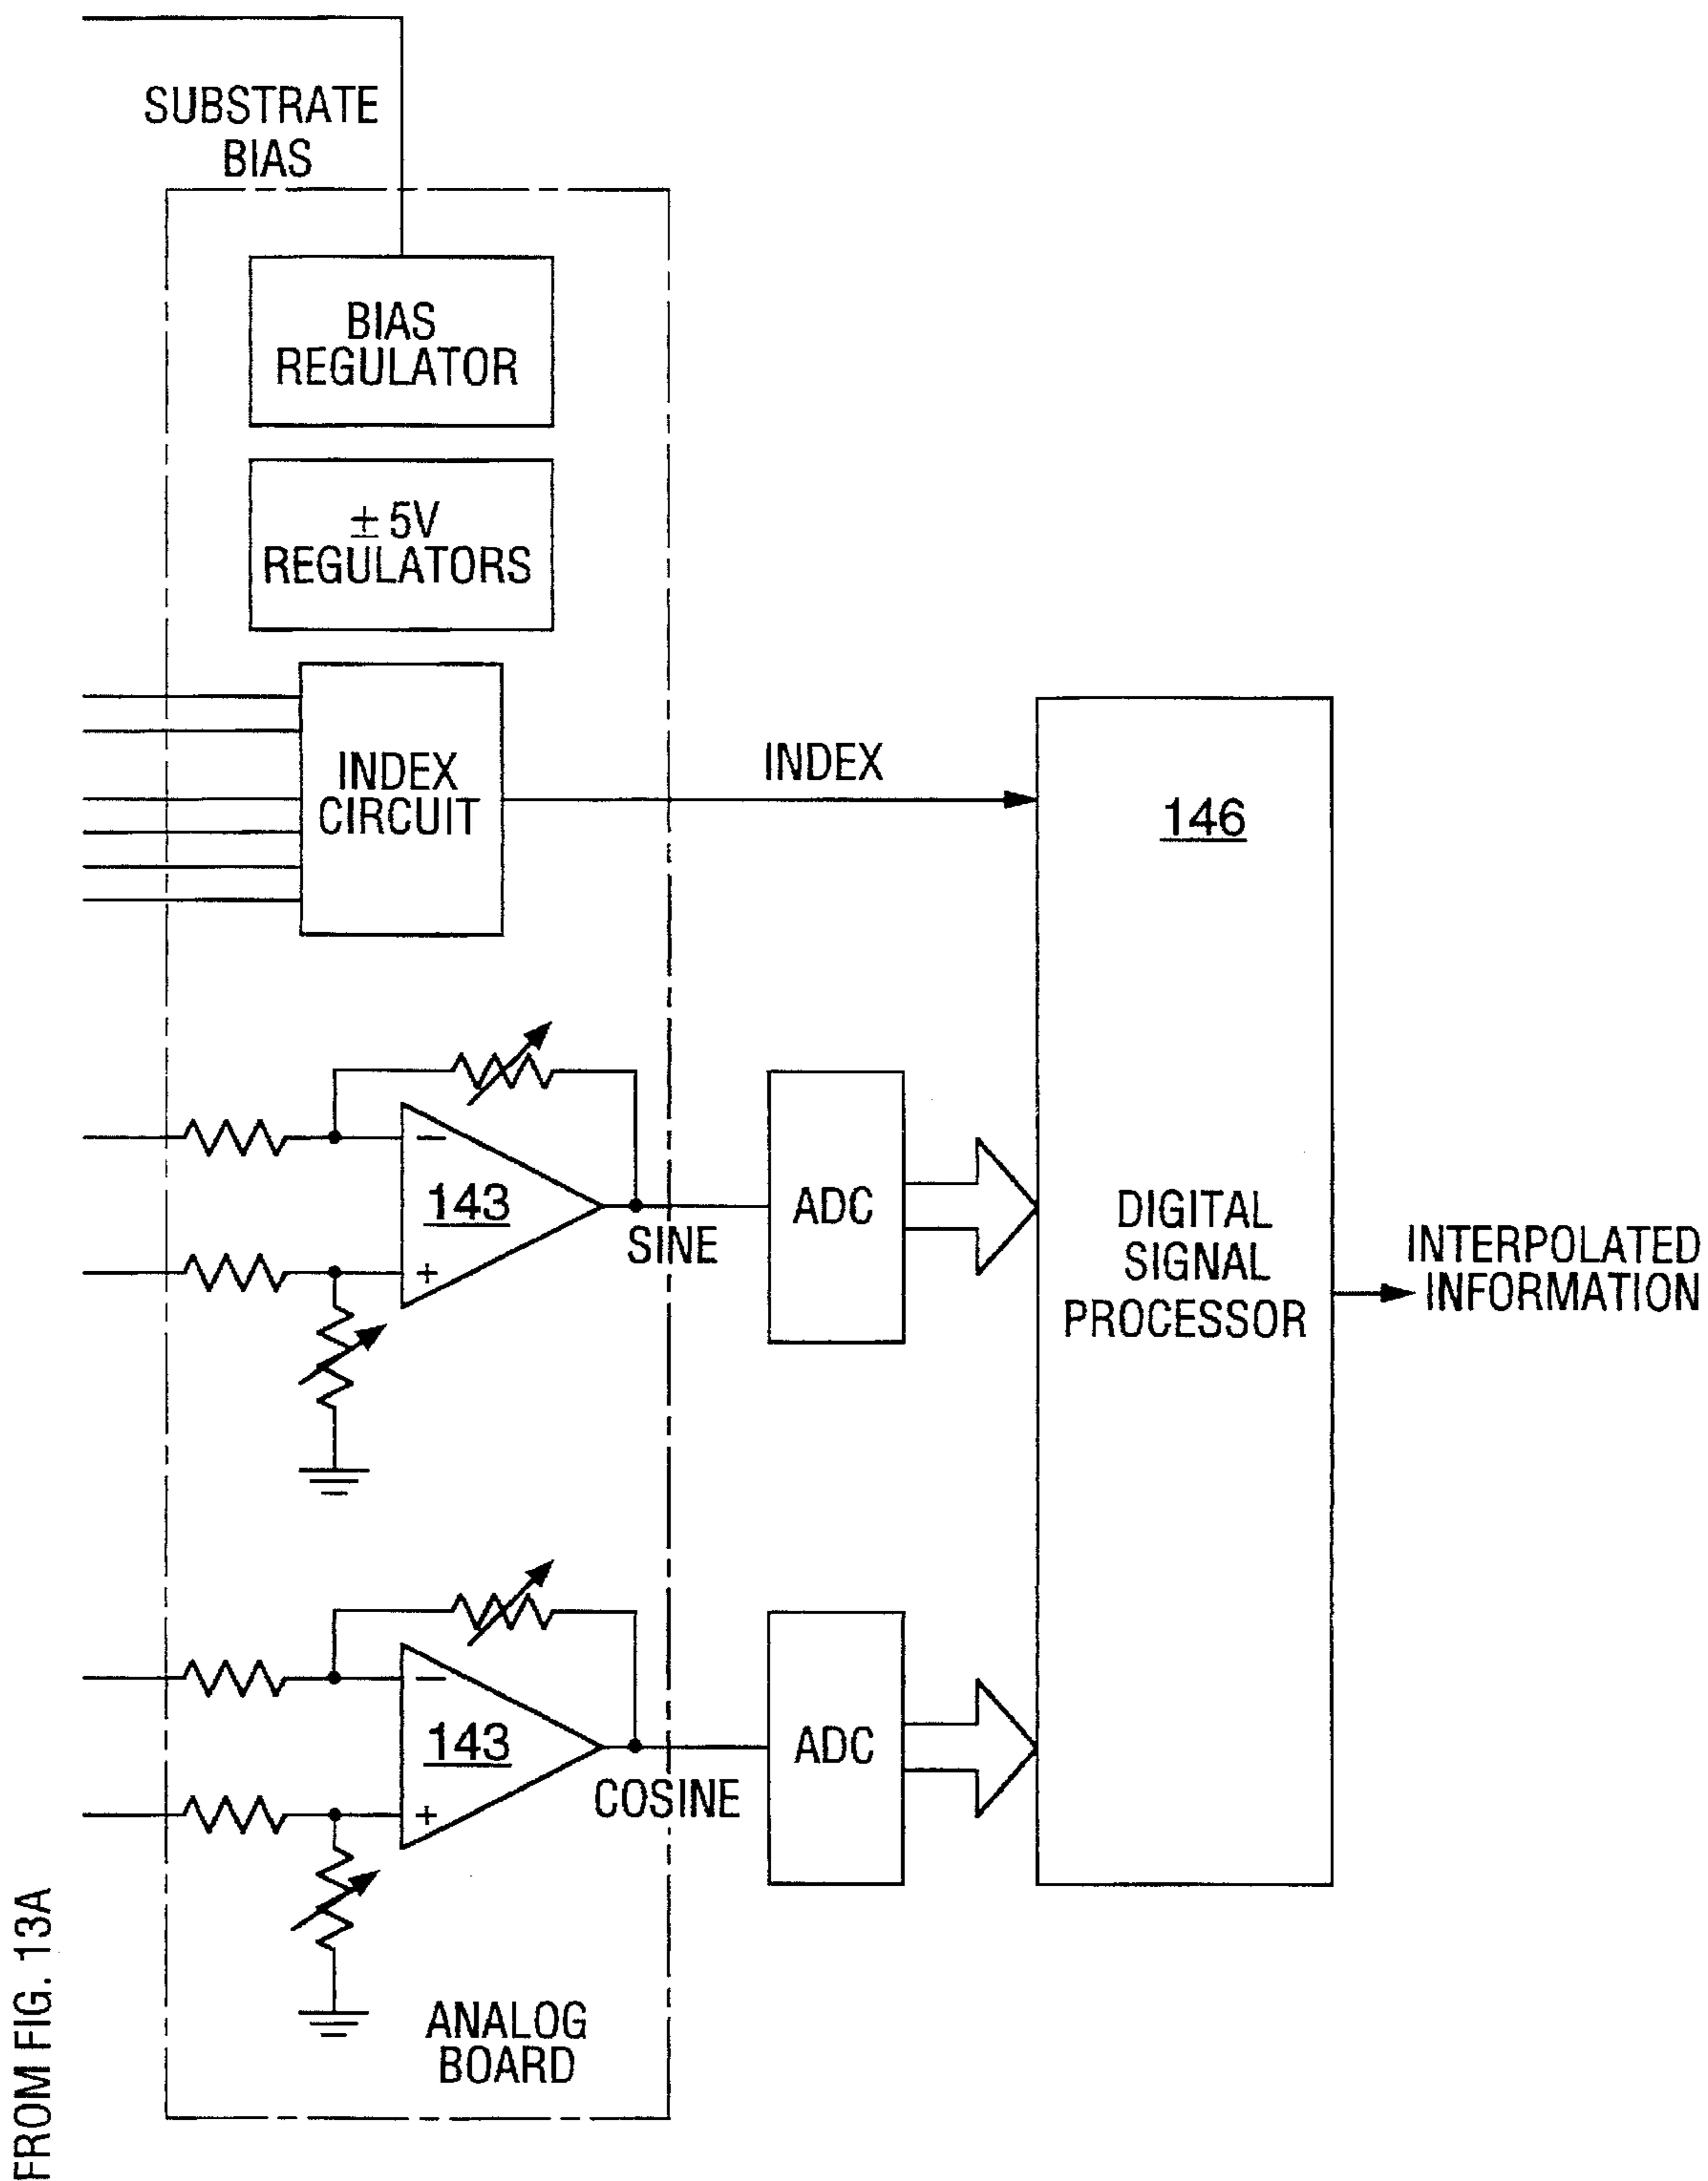 SUBSTRATE
BIAS
BIAS
REGULATOR
± 5V
REGULATORS
INDEX
CIRCUIT
INDEX
146
−
143
+
SINE
ADC
DIGITAL
SIGNAL
PROCESSOR
INTERPOLATED
INFORMATION
−
143
+
COSINE
ADC
ANALOG
BOARD
FROM FIG. 13A